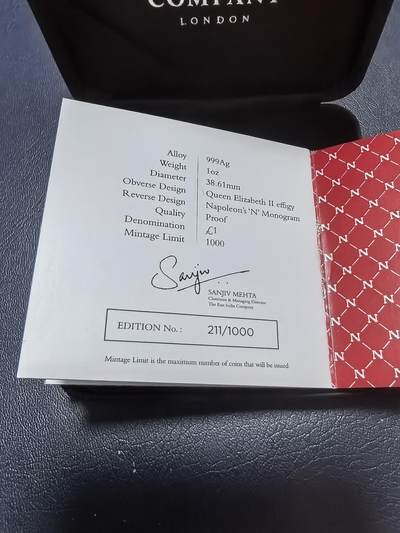 COMPANY
LONDON
Alloy 999Ag
Weight 1oz
Diameter 38.61mm
Obverse Design Queen Elizabeth II effigy
Reverse Design Napoleon's 'N' Monogram
Quality Proof
Denomination £1
Mintage Limit 1000
Sanjiv
SANJIV MEHTA
Chairman & Managing Director
The East India Company
EDITION No.: 211/1000
Mintage Limit is the maximum number of coins that will be issued